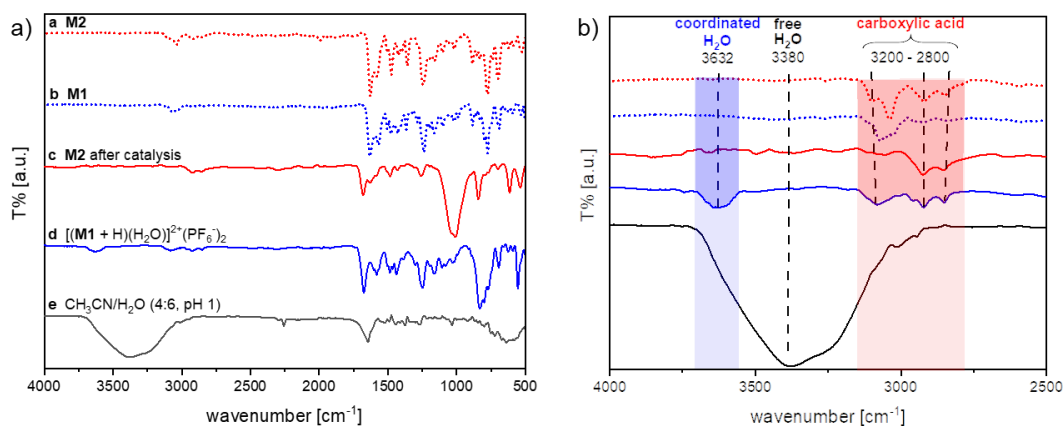 a)
a M2
b M1
c M2 after catalysis
d [(M1 + H)(H₂O)]²⁺(PF₆⁻)₂
e CH₃CN/H₂O (4:6, pH 1)
T% [a.u.]
4000 3500 3000 2500 2000 1500 1000 500
wavenumber [cm⁻¹]
b)
coordinated
H₂O
3632
free
H₂O
3380
carboxylic acid
3200 - 2800
T% [a.u.]
4000 3500 3000 2500
wavenumber [cm⁻¹]